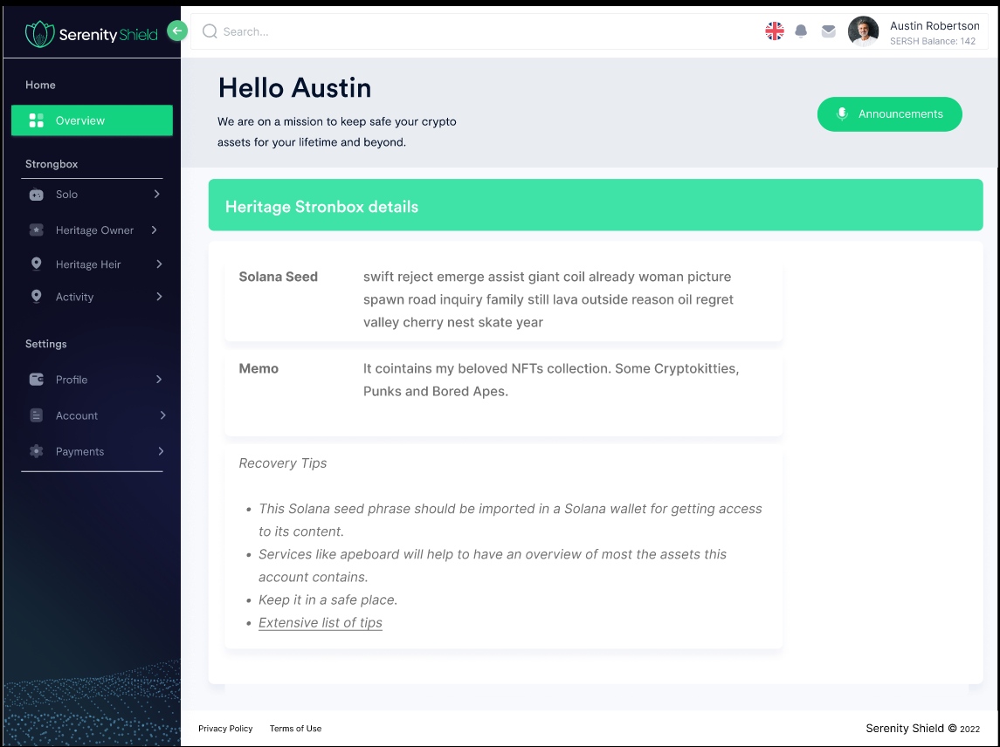 Serenity Shield
Search...
Austin Robertson
SERSH Balance: 142
Home
Overview
Strongbox
Solo
Heritage Owner
Heritage Heir
Activity
Settings
Profile
Account
Payments
Hello Austin
We are on a mission to keep safe your crypto
assets for your lifetime and beyond.
Announcements
Heritage Stronbox details
Solana Seed
swift reject emerge assist giant coil already woman picture
spawn road inquiry family still lava outside reason oil regret
valley cherry nest skate year
Memo
It cointains my beloved NFTs collection. Some Cryptokitties,
Punks and Bored Apes.
Recovery Tips
• This Solana seed phrase should be imported in a Solana wallet for getting access
to its content.
• Services like apeboard will help to have an overview of most the assets this
account contains.
• Keep it in a safe place.
• Extensive list of tips
Privacy Policy
Terms of Use
Serenity Shield © 2022